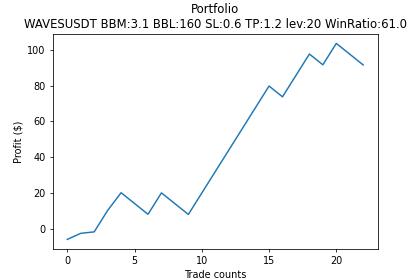 Portfolio
WAVESUSDT BBM:3.1 BBL:160 SL:0.6 TP:1.2 lev:20 WinRatio:61.0
Profit ($)
100
80
60
40
20
0
0 5 10 15 20
Trade counts